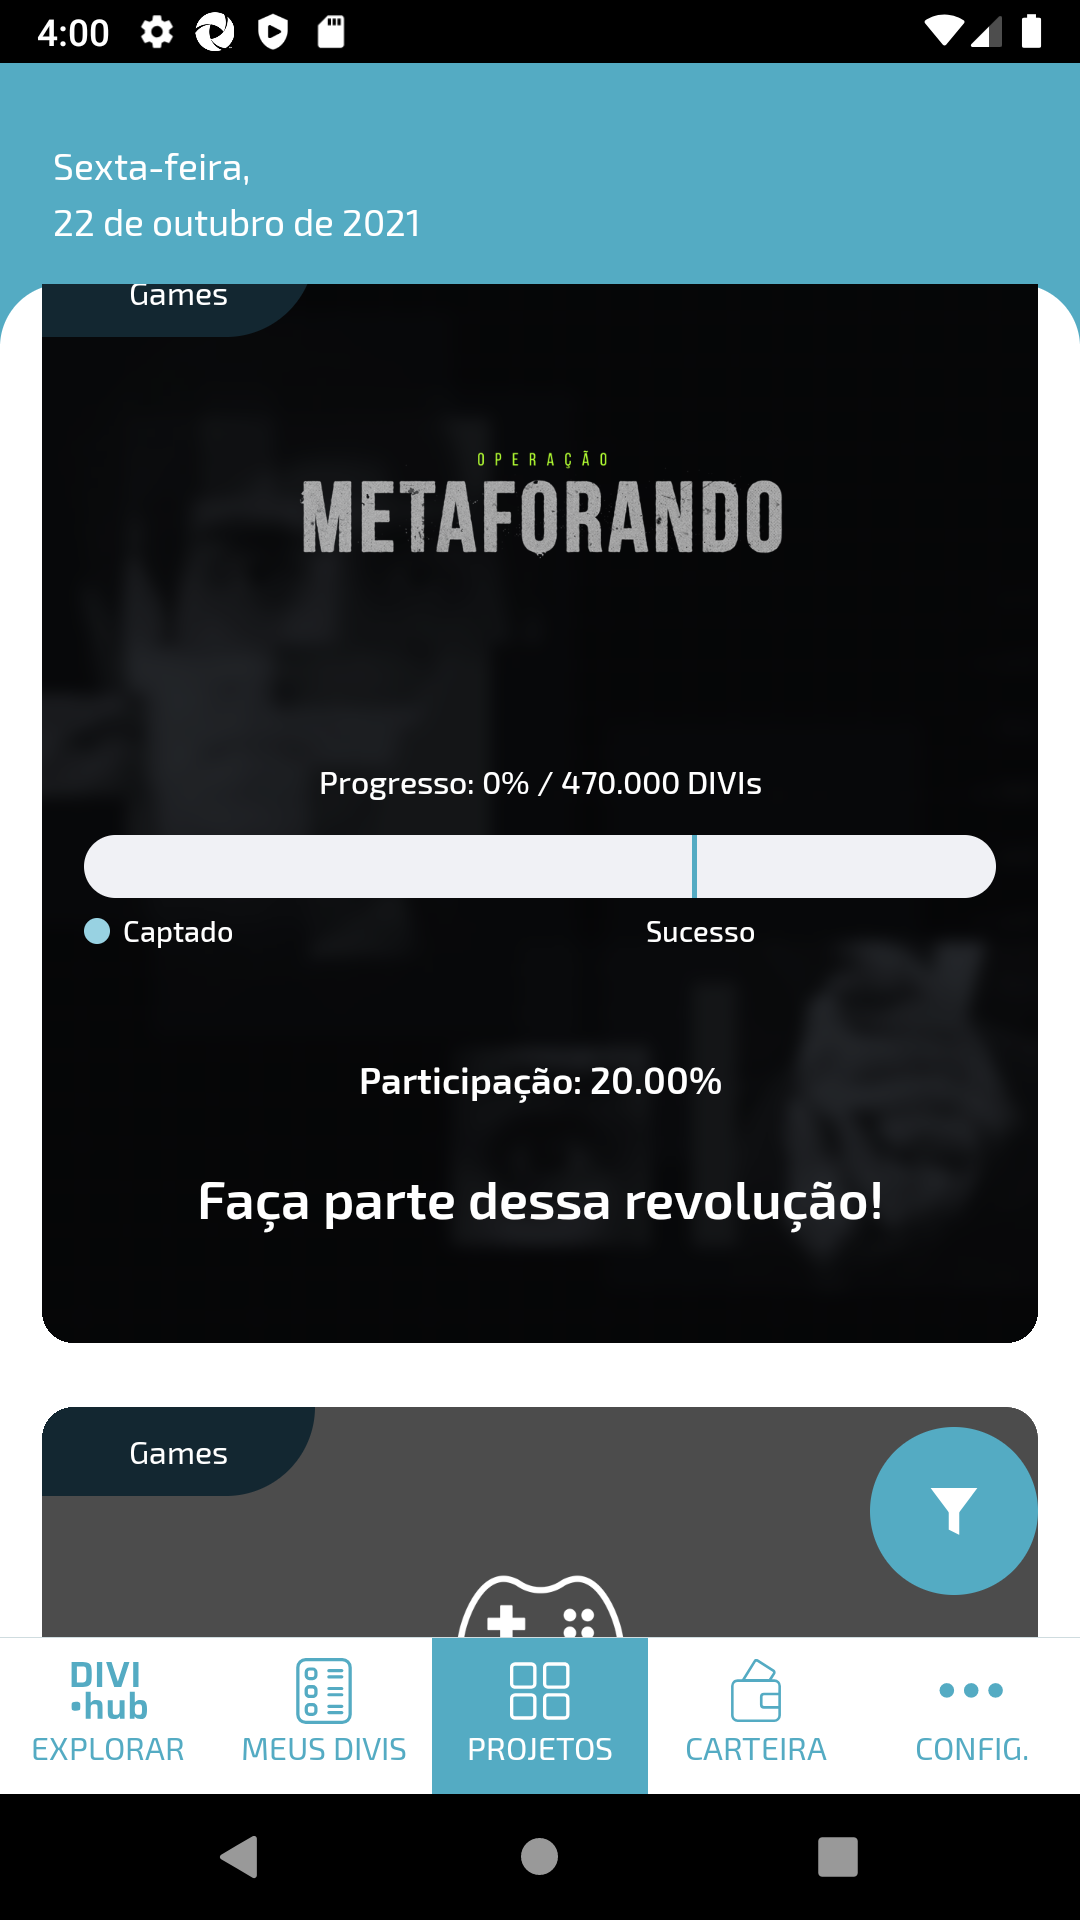 4:00
Sexta-feira,
22 de outubro de 2021
Games
OPERAÇÃO
METAFORANDO
Progresso: 0% / 470.000 DIVIs
Captado
Sucesso
Participação: 20.00%
Faça parte dessa revolução!
Games
DIVI
hub
EXPLORAR
MEUS DIVIS
PROJETOS
CARTEIRA
CONFIG.